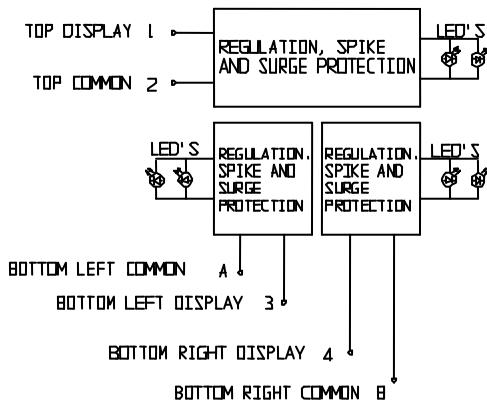 TOP DISPLAY 1
LED'S
REGULATION, SPIKE
AND SURGE PROTECTION
TOP COMMON 2
LED'S
REGULATION.
SPIKE AND
SURGE
PROTECTION
REGULATION.
SPIKE AND
SURGE
PROTECTION
LED'S
BOTTOM LEFT COMMON A
BOTTOM LEFT DISPLAY 3
BOTTOM RIGHT DISPLAY 4
BOTTOM RIGHT COMMON B